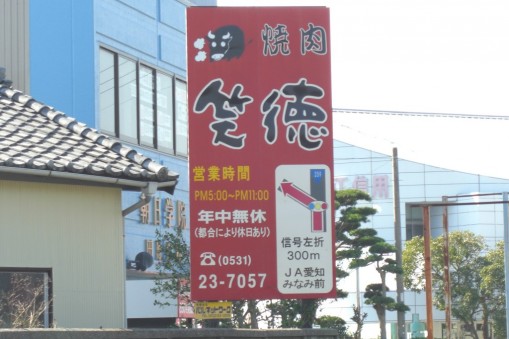 焼肉
笑徳
営業時間
PM5:00～PM11:00
年中無休
(都合により休日あり)
☎(0531)
23-7057
信号左折
300m
JA愛知
みなみ前